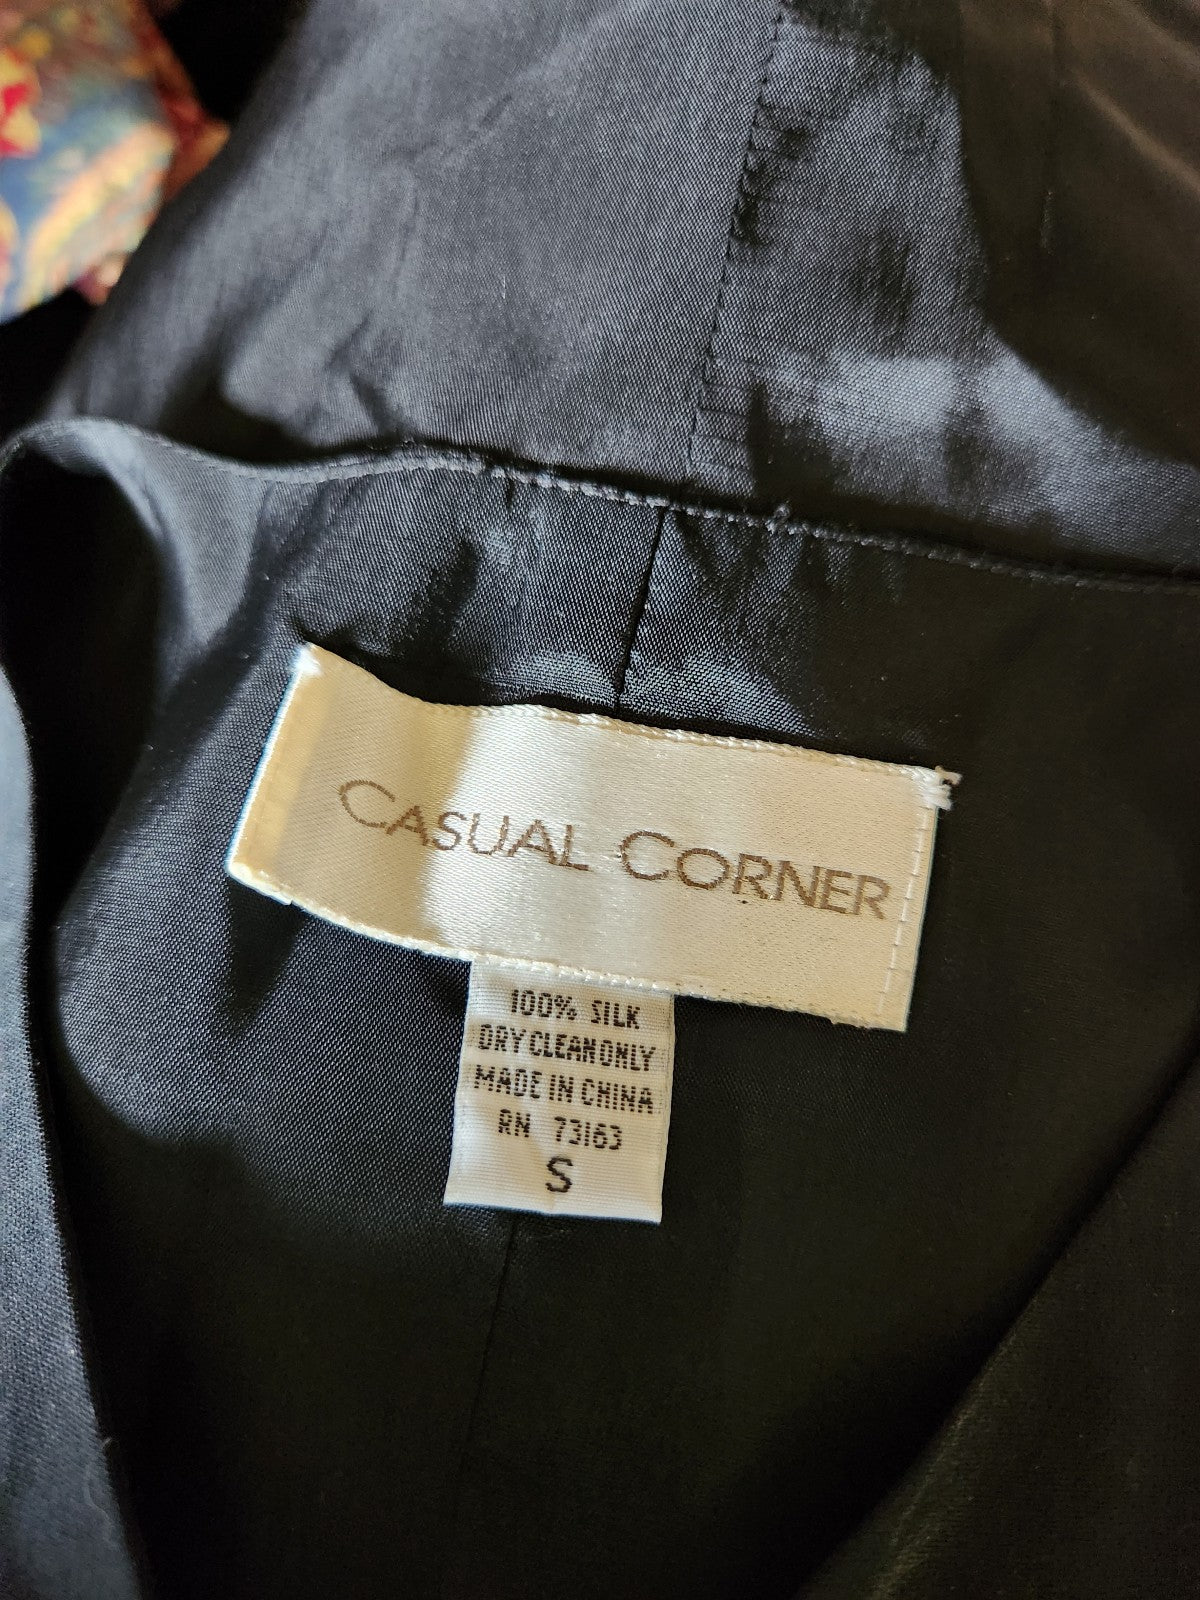 CASUAL CORNER
100% SILK
DRY CLEAN ONLY
MADE IN CHINA
RN 73163
S